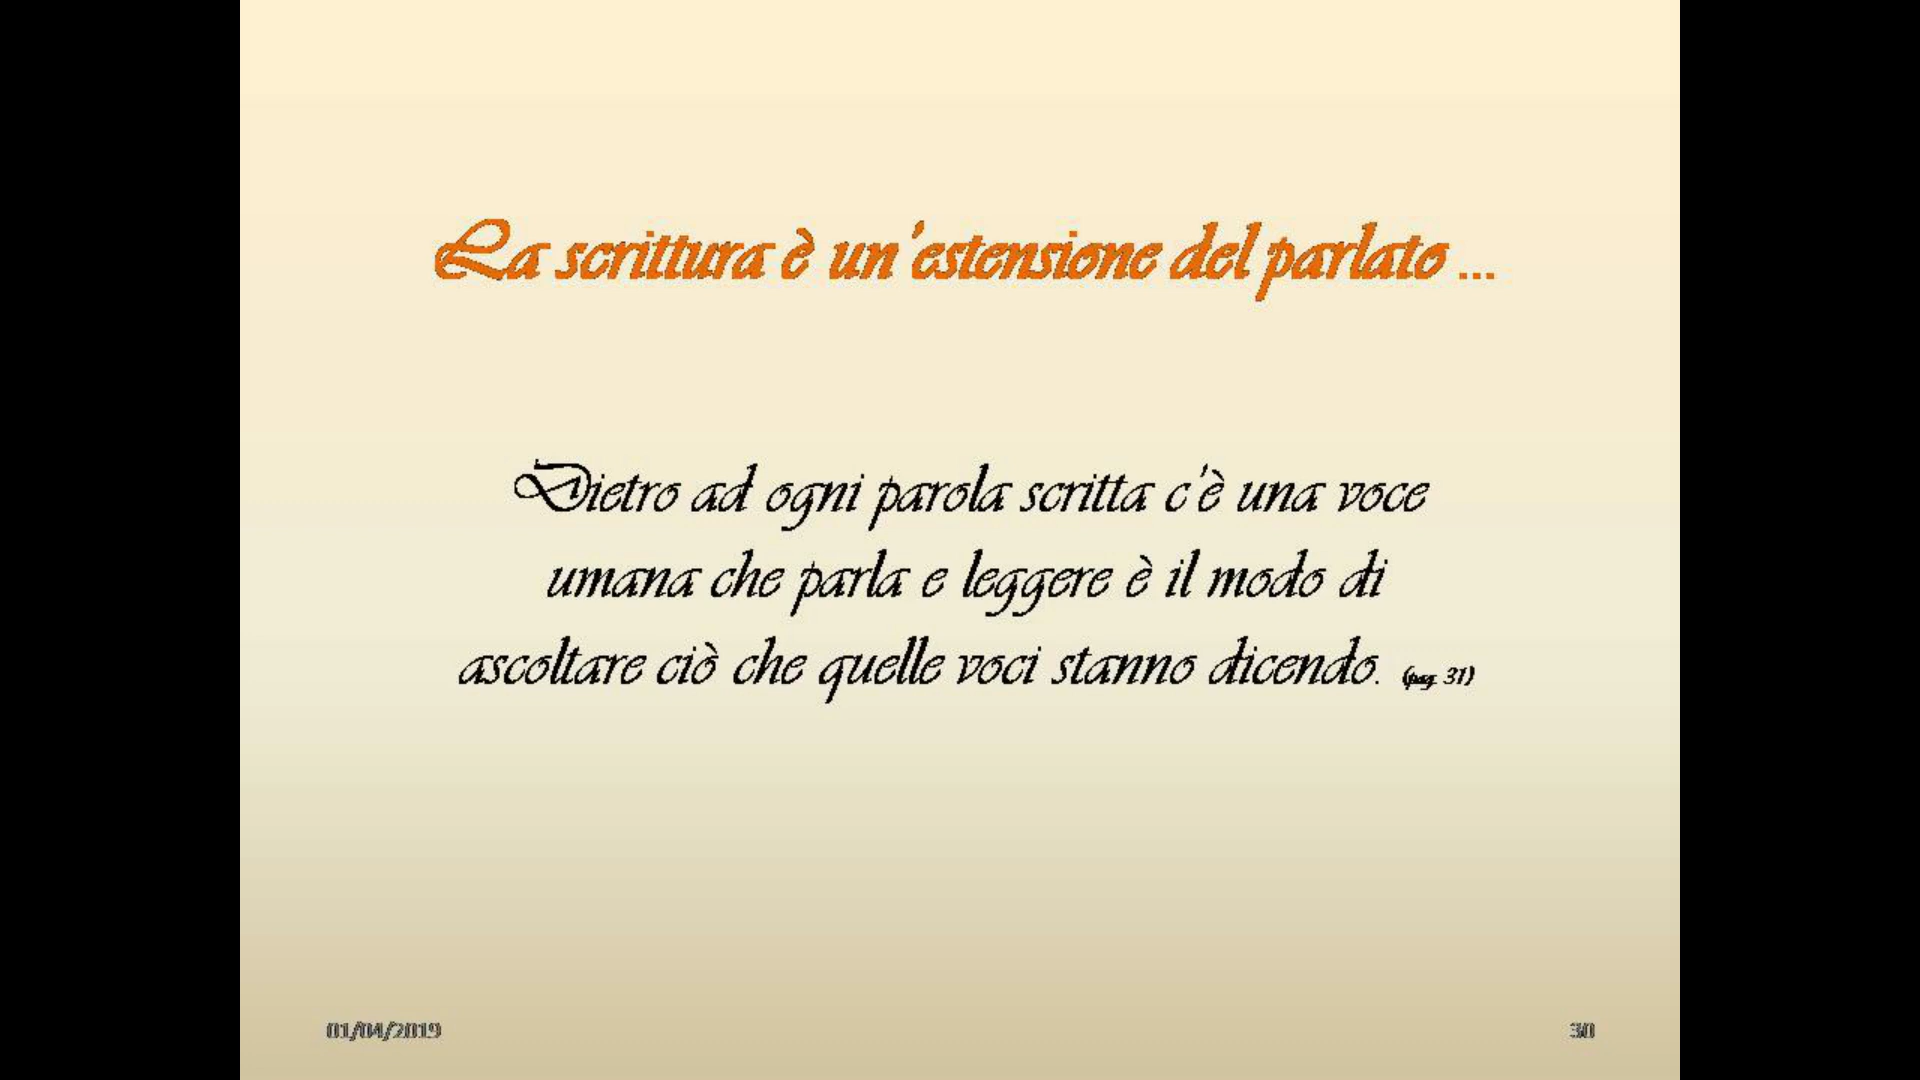 La scrittura è un'estensione del parlato ...
Dietro ad ogni parola scritta c'è una voce
umana che parla e leggere è il modo di
ascoltare ciò che quelle voci stanno dicendo. (pag. 31)
01/04/2019
30